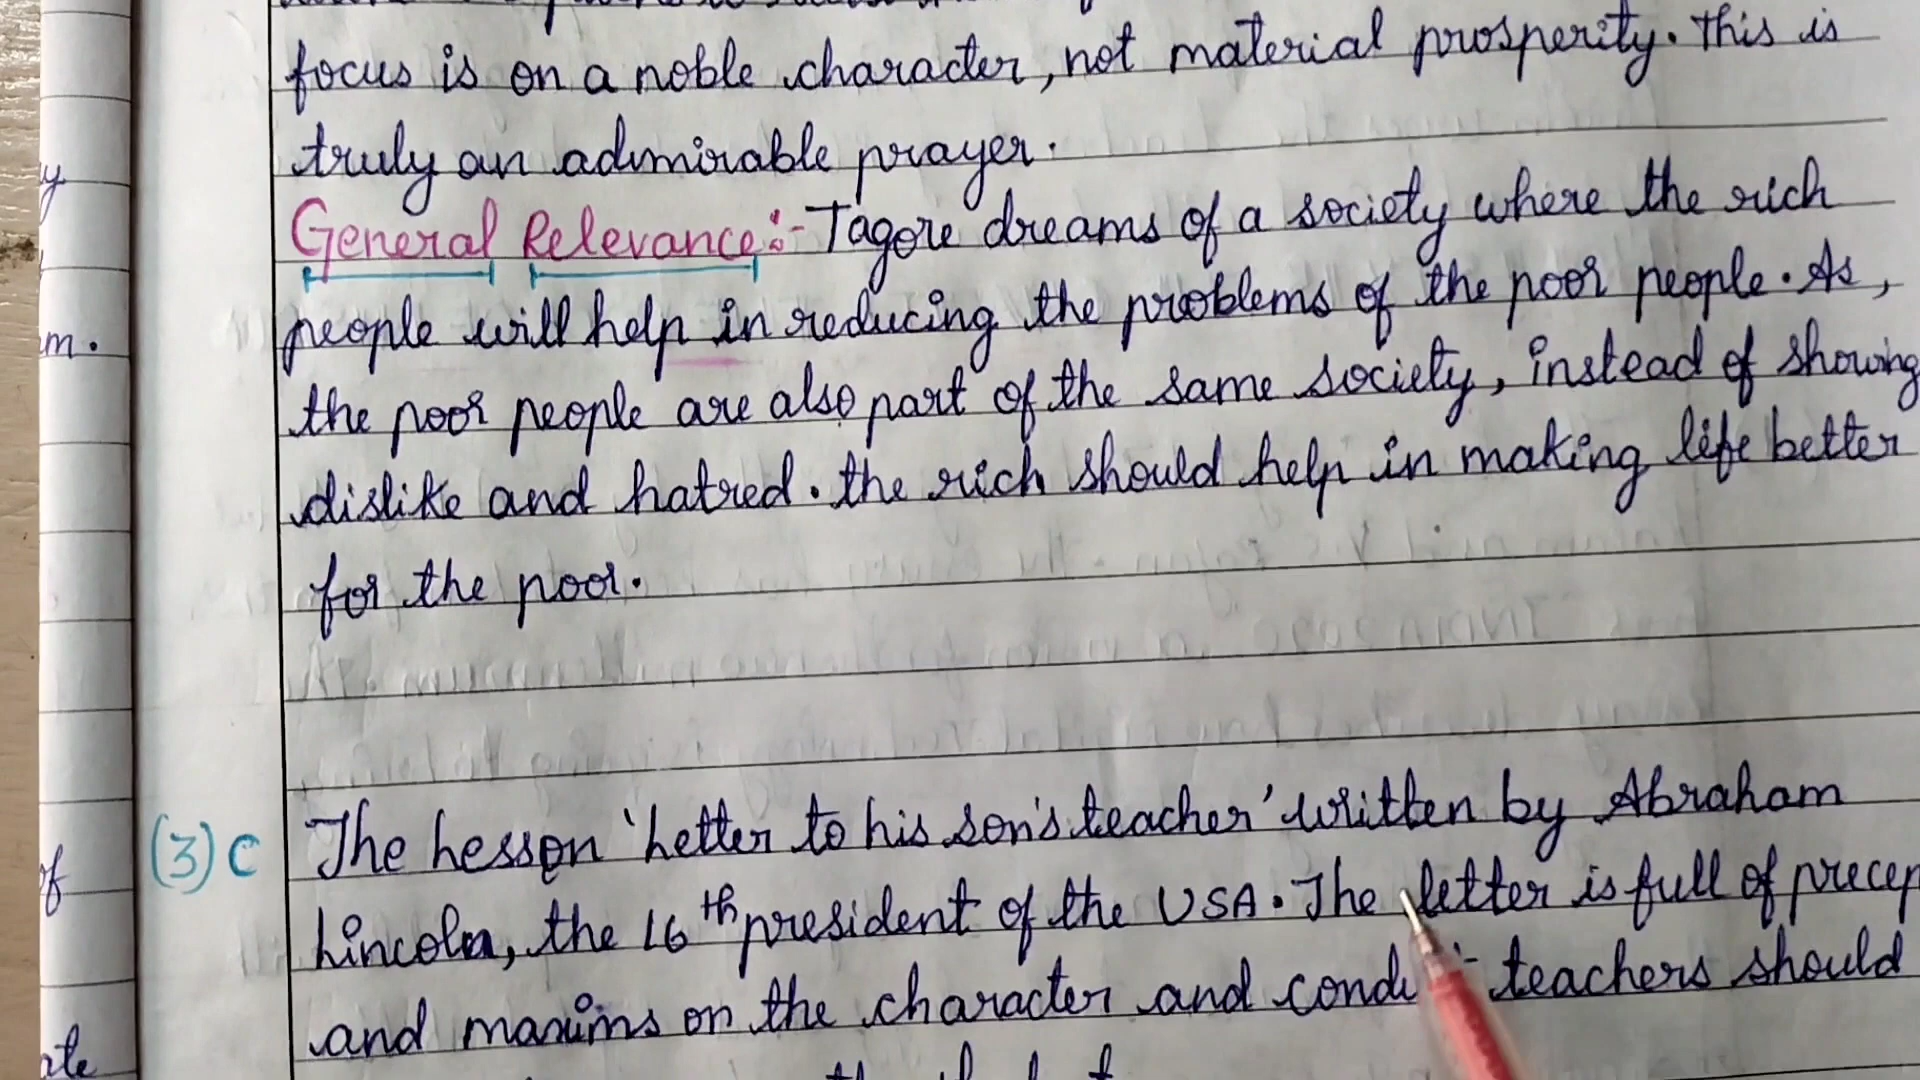 focus is on a noble character, not material prosperity. This is
truly an admirable prayer.
General Relevance:- Tagore dreams of a society where the rich
people will help in reducing the problems of the poor people. As,
the poor people are also part of the same society, instead of showing
dislike and hatred. the rich should help in making life better
for the poor.
(3) C The Lesson 'Letter to his son's teacher' written by Abraham
Lincoln, the 16th president of the USA. The letter is full of precep
and maxims on the character and condu teachers should